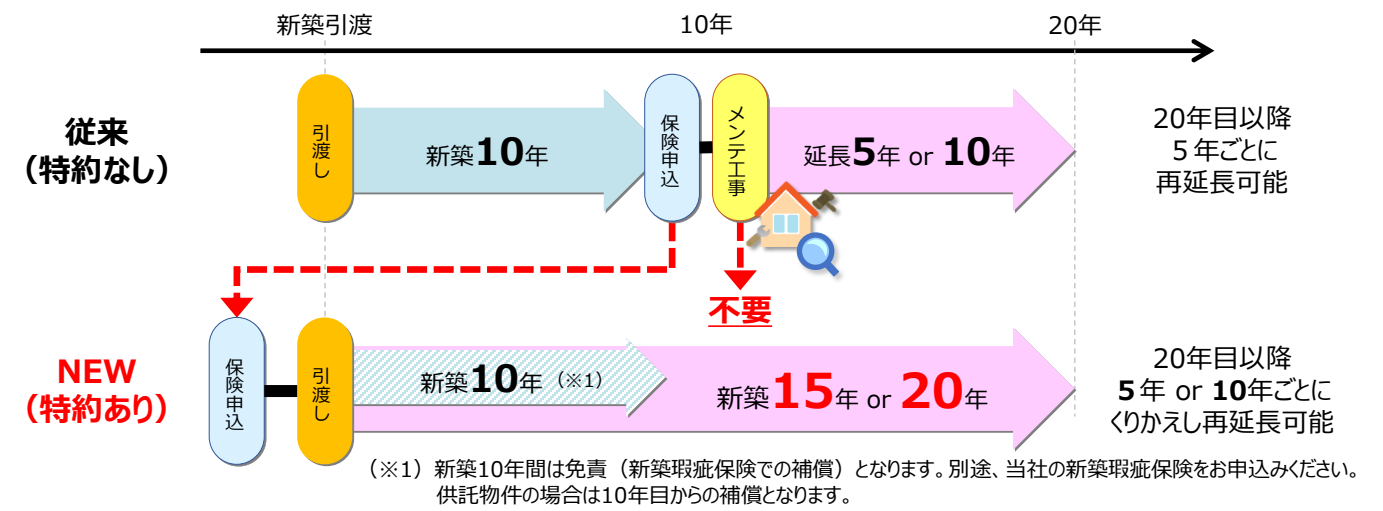 新築引渡
10年
20年
従来
（特約なし）
引渡し
新築10年
保険申込
メンテ工事
延長5年 or 10年
20年目以降
５年ごとに
再延長可能
不要
NEW
（特約あり）
保険申込
引渡し
新築10年（※1）
新築15年 or 20年
20年目以降
5年 or 10年ごとに
くりかえし再延長可能
（※1）新築10年間は免責（新築瑕疵保険での補償）となります。別途、当社の新築瑕疵保険をお申込みください。
供託物件の場合は10年目からの補償となります。